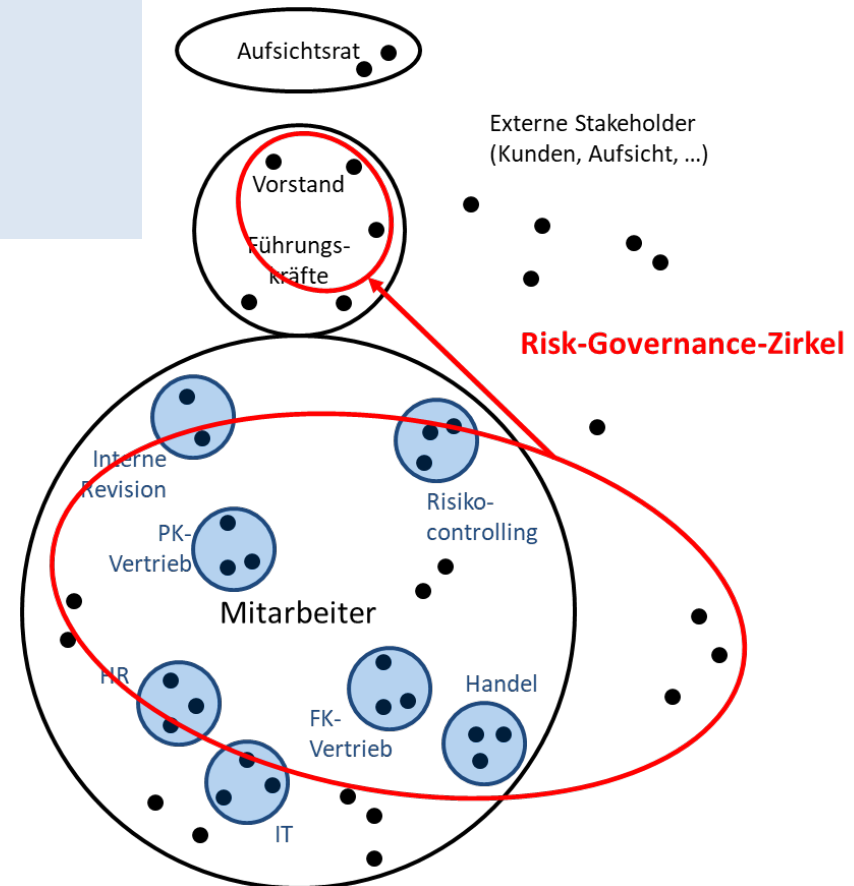 Aufsichtsrat
Externe Stakeholder
(Kunden, Aufsicht, …)
Vorstand
Führungs-
kräfte
Risk-Governance-Zirkel
Interne
Revision
Risiko-
controlling
PK-
Vertrieb
Mitarbeiter
HR
FK-
Vertrieb
Handel
IT